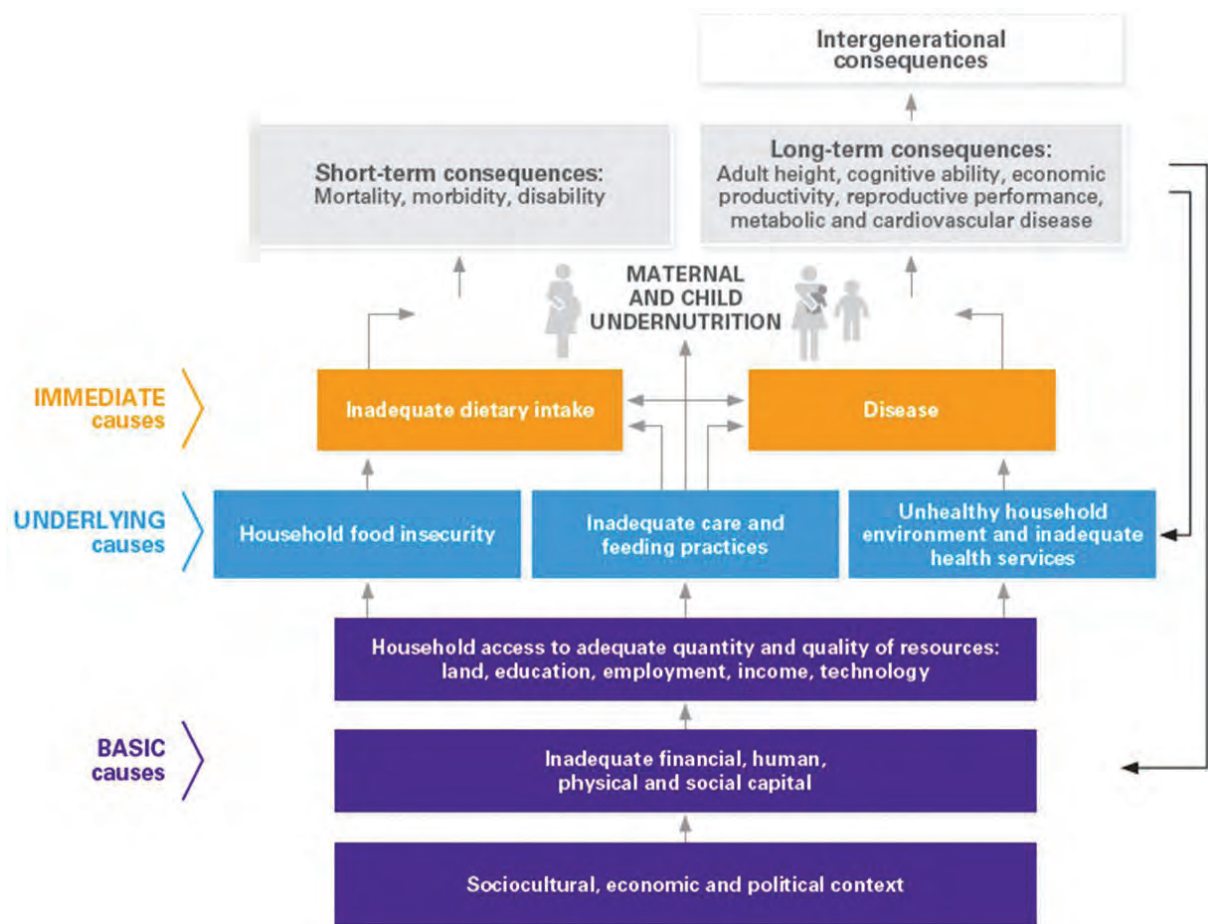 Intergenerational
consequences
Short-term consequences:
Mortality, morbidity, disability
Long-term consequences:
Adult height, cognitive ability, economic
productivity, reproductive performance,
metabolic and cardiovascular disease
MATERNAL
AND CHILD
UNDERNUTRITION
IMMEDIATE
causes
Inadequate dietary intake
Disease
UNDERLYING
causes
Household food insecurity
Inadequate care and
feeding practices
Unhealthy household
environment and inadequate
health services
Household access to adequate quantity and quality of resources:
land, education, employment, income, technology
BASIC
causes
Inadequate financial, human,
physical and social capital
Sociocultural, economic and political context